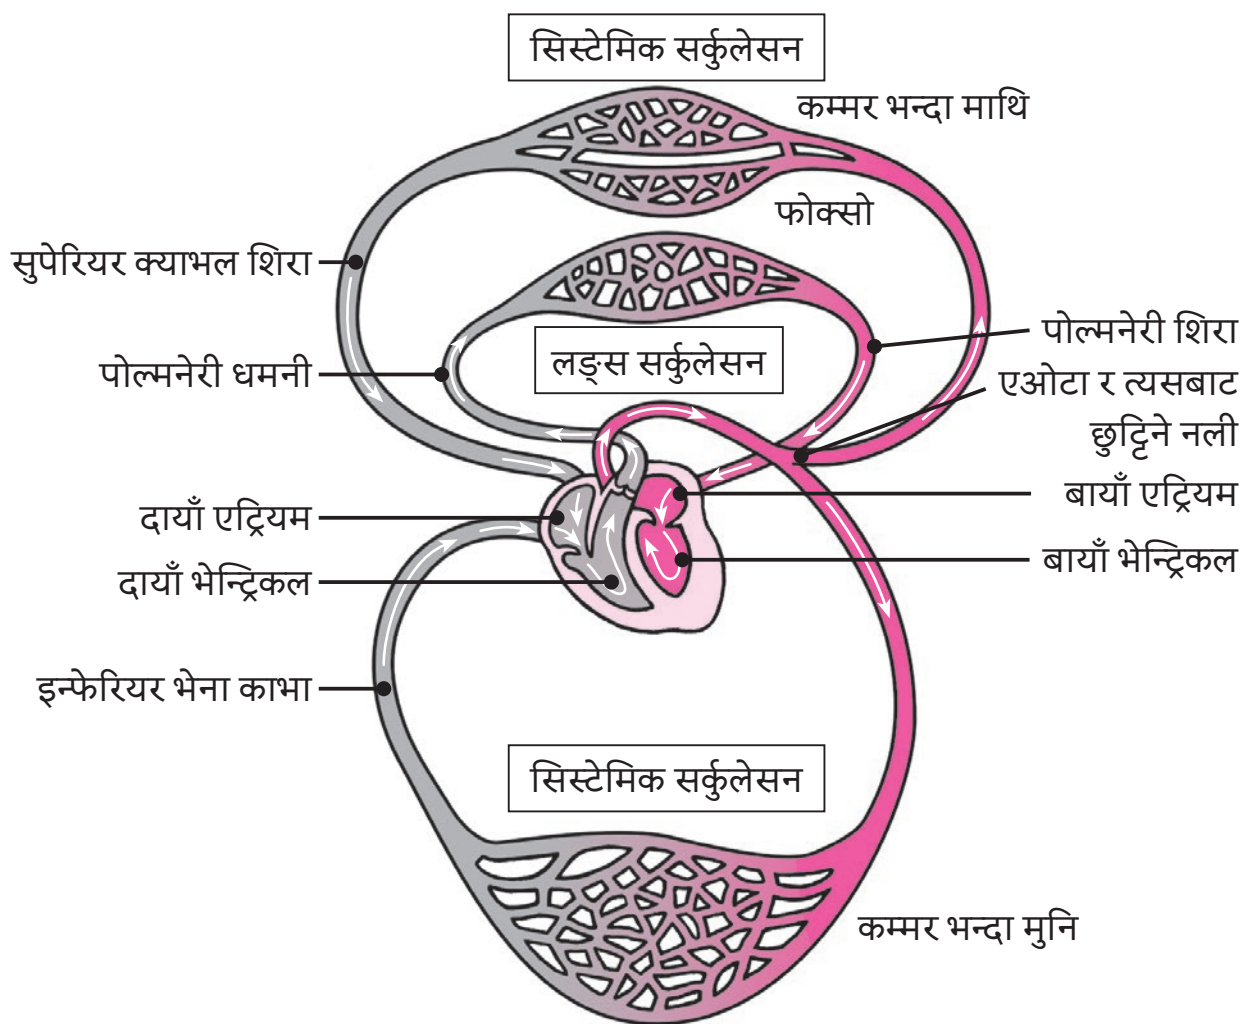 सिस्टेमिक सर्कुलेसन
कम्मर भन्दा माथि
फोक्सो
सुपेरियर क्याभल शिरा
पोल्मनेरी शिरा
लङ्स सर्कुलेसन
पोल्मनेरी धमनी
एओटा र त्यसबाट
छुट्टिने नली
बायाँ एट्रियम
दायाँ एट्रियम
बायाँ भेन्ट्रिकल
दायाँ भेन्ट्रिकल
इन्फेरियर भेना काभा
सिस्टेमिक सर्कुलेसन
कम्मर भन्दा मुनि